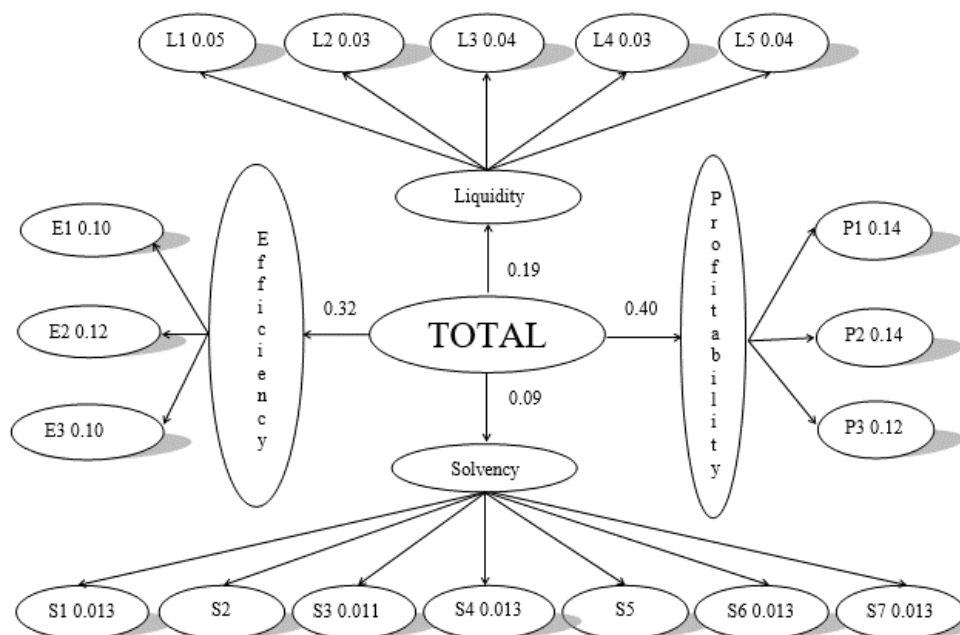 L1 0.05
L2 0.03
L3 0.04
L4 0.03
L5 0.04
Liquidity
Efficiency
Profitability
E1 0.10
E2 0.12
E3 0.10
0.19
0.32
TOTAL
0.40
0.09
P1 0.14
P2 0.14
P3 0.12
Solvency
S1 0.013
S2
S3 0.011
S4 0.013
S5
S6 0.013
S7 0.013